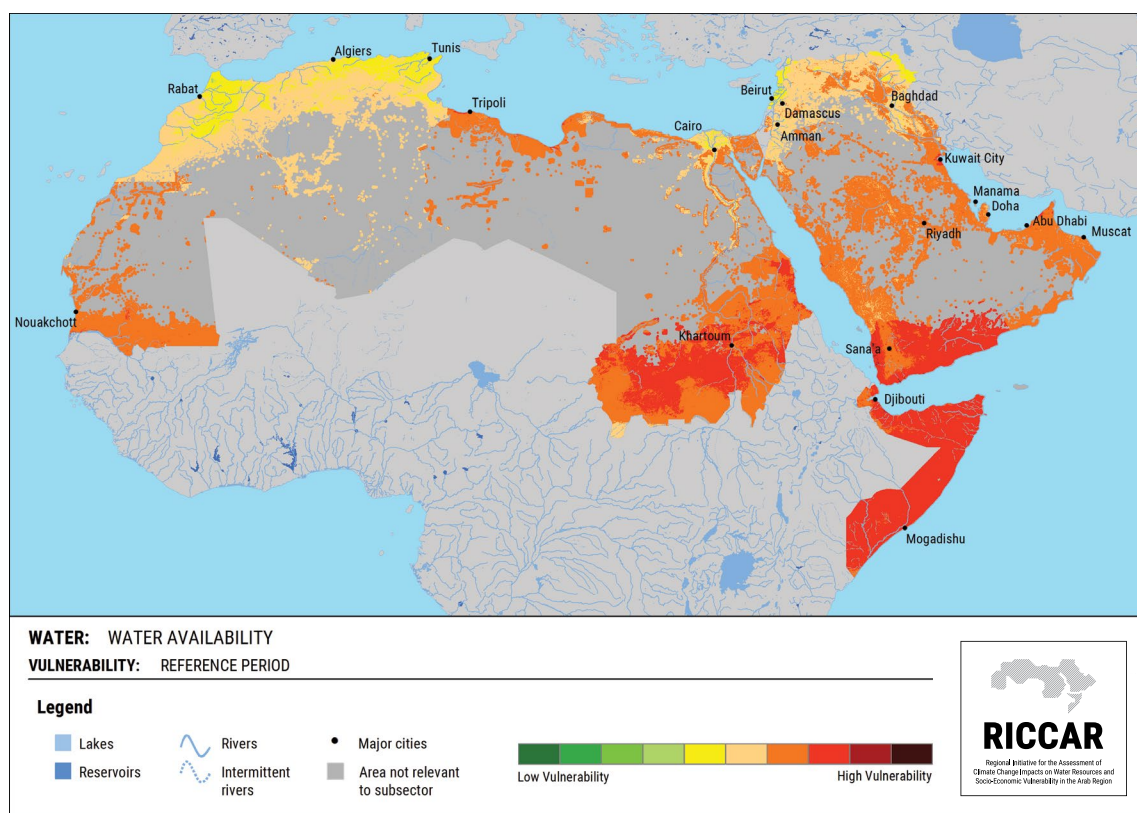 Algiers
Tunis
Rabat
Tripoli
Cairo
Beirut
Damascus
Amman
Baghdad
Kuwait City
Manama
Doha
Abu Dhabi
Riyadh
Muscat
Nouakchott
Khartoum
Sana'a
Djibouti
Mogadishu
WATER: WATER AVAILABILITY
VULNERABILITY: REFERENCE PERIOD
Legend
Lakes
Reservoirs
Rivers
Intermittent
rivers
Major cities
Area not relevant
to subsector
Low Vulnerability
High Vulnerability
RICCAR
Regional Initiative for the Assessment of
Climate Change Impacts on Water Resources and
Socio-Economic Vulnerability in the Arab Region